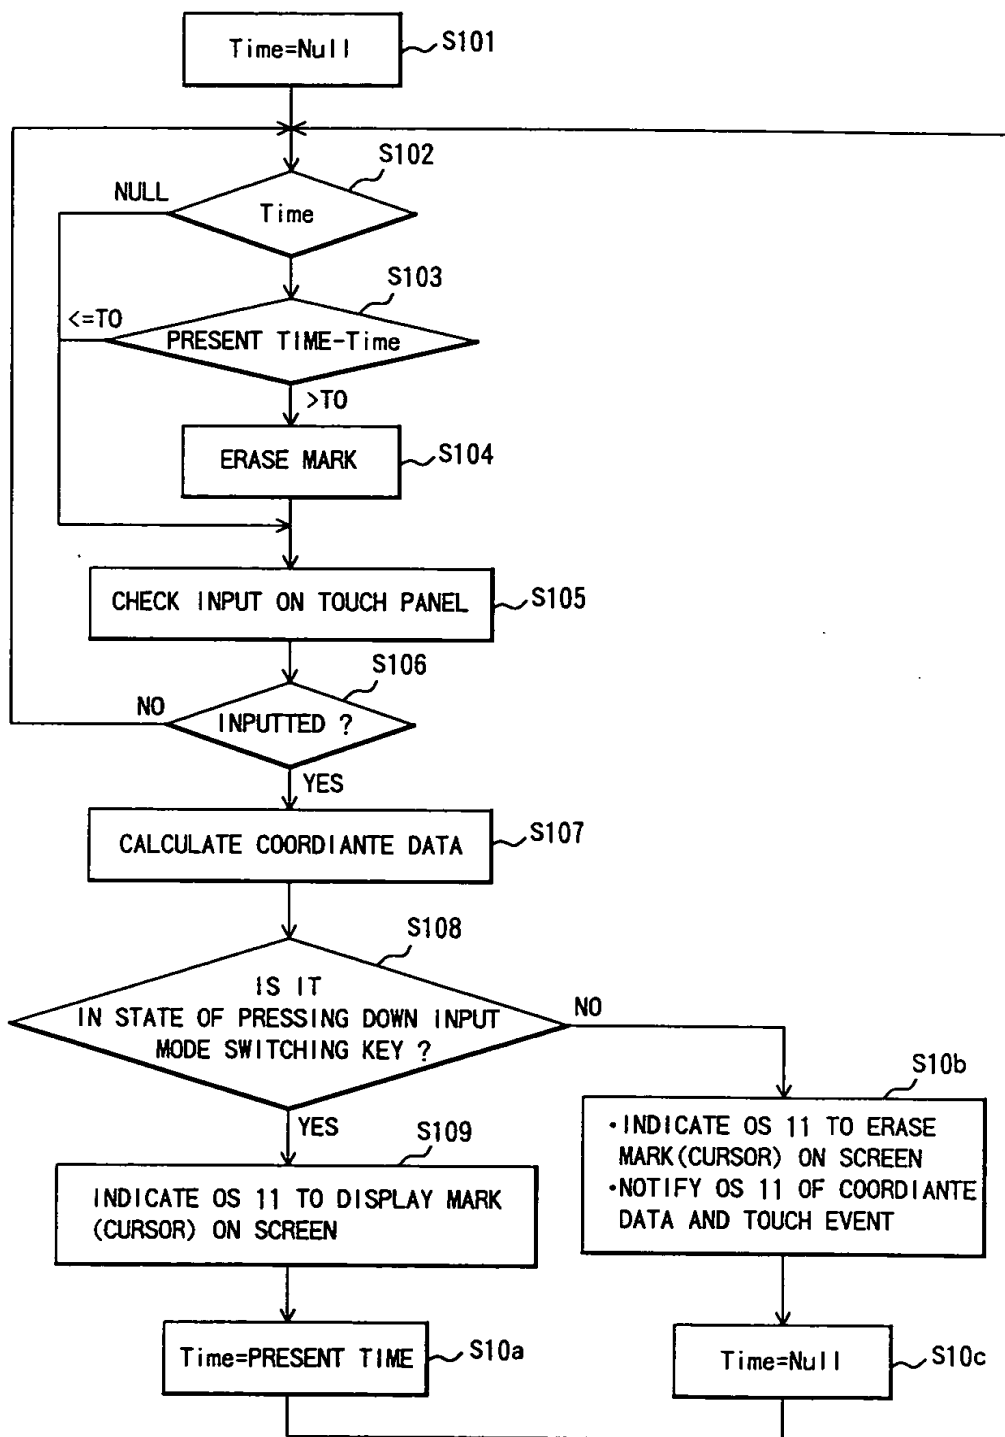 Time=Null
S101
S102
NULL
Time
S103
<=TO
PRESENT TIME-Time
>TO
ERASE MARK
S104
CHECK INPUT ON TOUCH PANEL
S105
S106
NO
INPUTTED ?
YES
CALCULATE COORDIANTE DATA
S107
S108
IS IT
IN STATE OF PRESSING DOWN INPUT
MODE SWITCHING KEY ?
NO
YES
S109
INDICATE OS 11 TO DISPLAY MARK
(CURSOR) ON SCREEN
S10b
·INDICATE OS 11 TO ERASE
MARK(CURSOR) ON SCREEN
·NOTIFY OS 11 OF COORDIANTE
DATA AND TOUCH EVENT
Time=PRESENT TIME
S10a
Time=Null
S10c